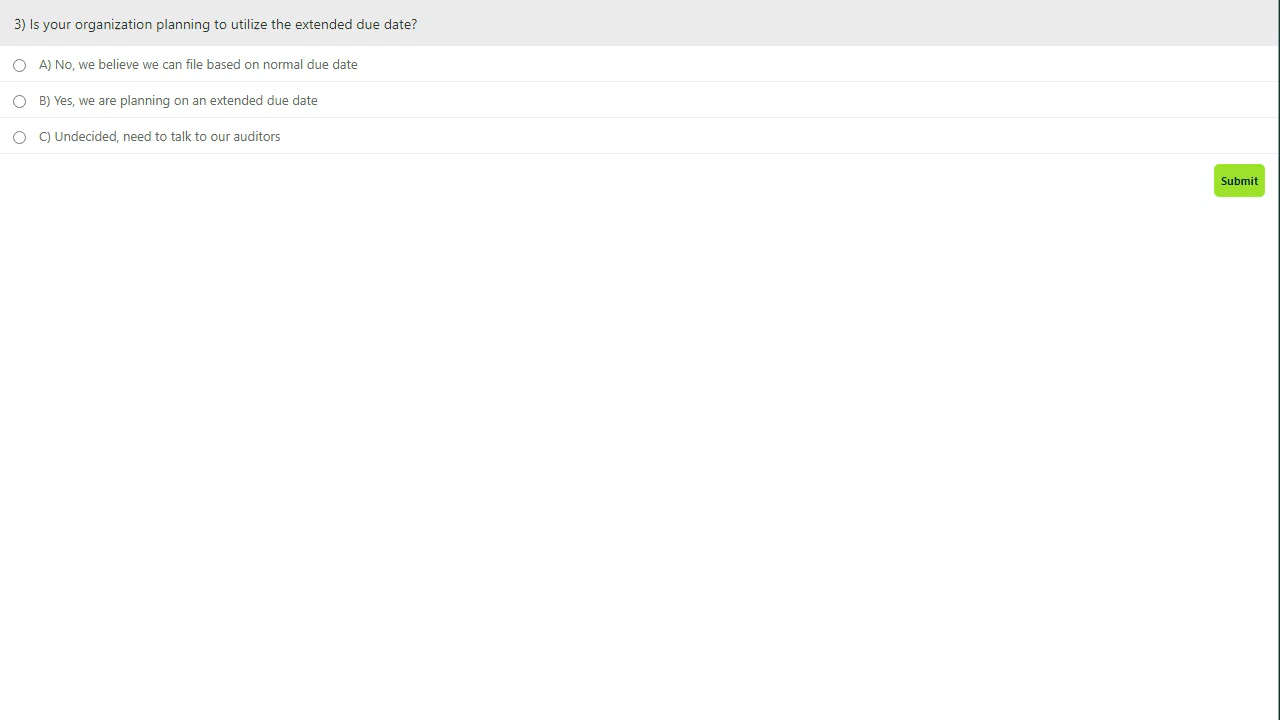 3) Is your organization planning to utilize the extended due date?
A) No, we believe we can file based on normal due date
B) Yes, we are planning on an extended due date
C) Undecided, need to talk to our auditors
Submit